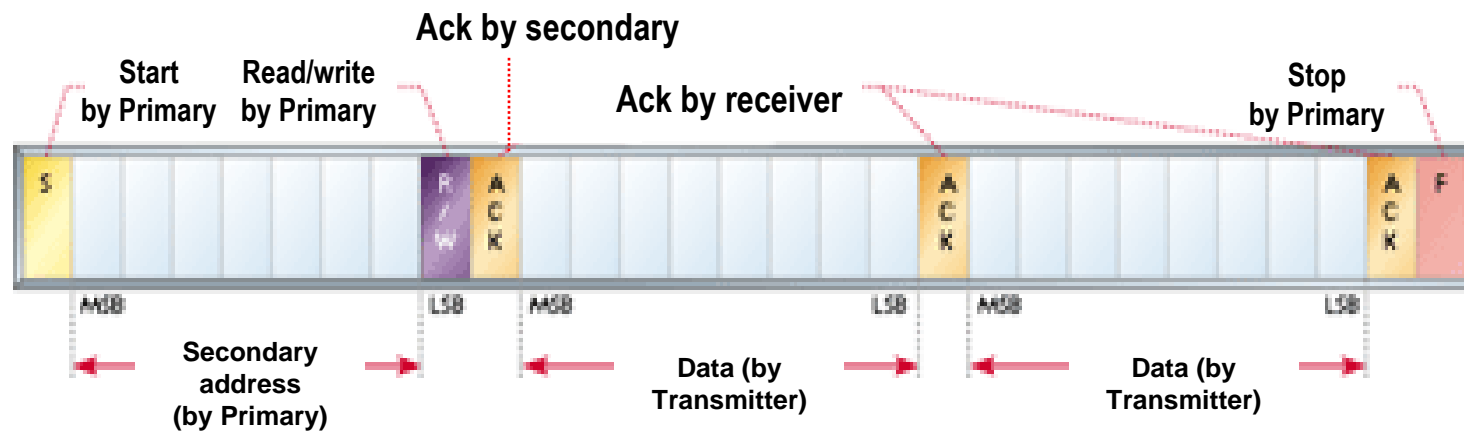 Ack by secondary
Start
by Primary
Read/write
by Primary
Ack by receiver
Stop
by Primary
S
R
/
W
A
C
K
A
C
K
A
C
K
F
MSB
LSB
MSB
LSB
MSB
LSB
Secondary
address
(by Primary)
Data (by
Transmitter)
Data (by
Transmitter)